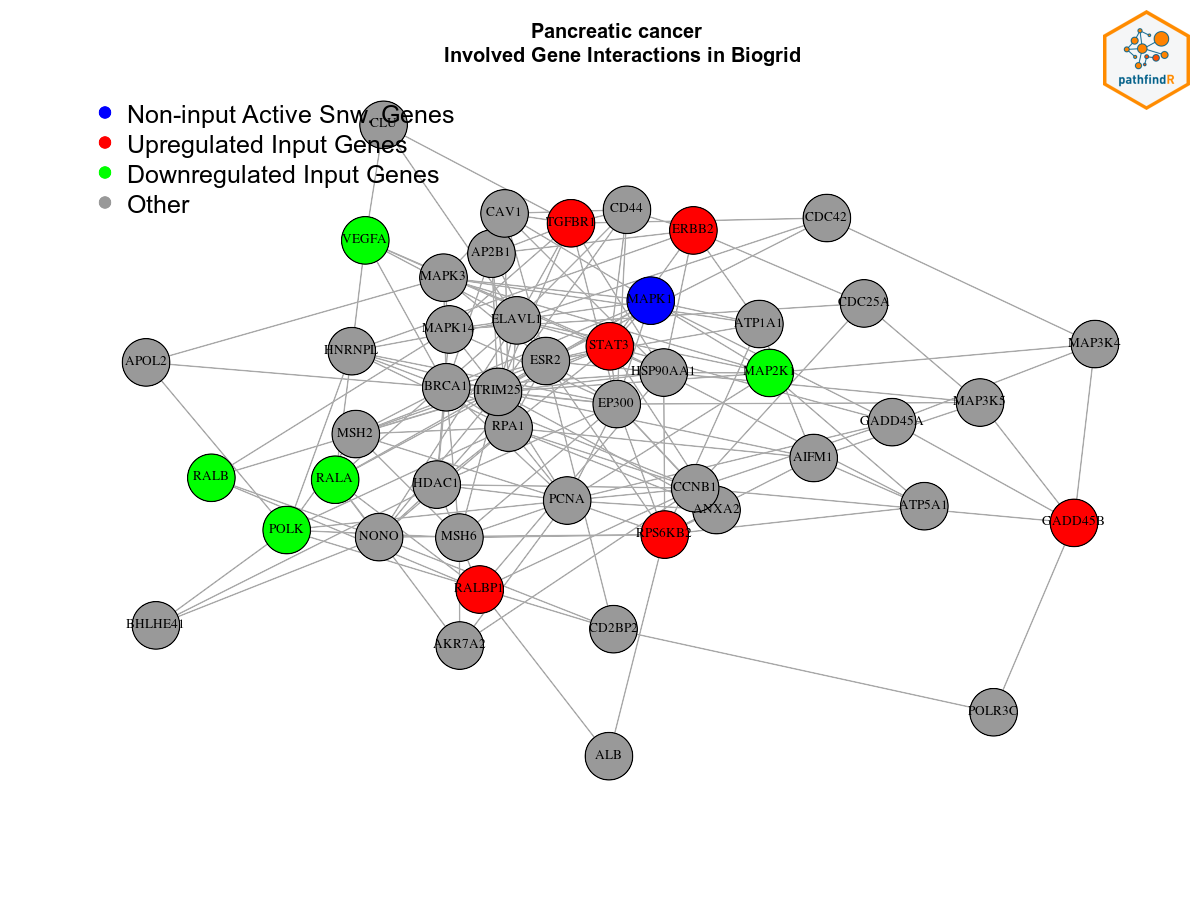 Pancreatic cancer
Involved Gene Interactions in Biogrid
pathfindR
Non-input Active Snw. Genes
Upregulated Input Genes
Downregulated Input Genes
Other
CLU
CAV1
TGFBR1
CD44
ERBB2
CDC42
VEGFA
AP2B1
MAPK3
MAPK1
CDC25A
ELAVL1
ATP1A1
MAPK14
HNRNPL
STAT3
MAP3K4
APOL2
ESR2
HSP90AA1
MAP2K1
BRCA1
TRIM25
EP300
MAP3K5
GADD45A
RPA1
MSH2
AIFM1
RALB
RALA
HDAC1
CCNB1
PCNA
ANXA2
ATP5A1
GADD45B
POLK
NONO
MSH6
RPS6KB2
RALBP1
BHLHE41
CD2BP2
AKR7A2
POLR3C
ALB